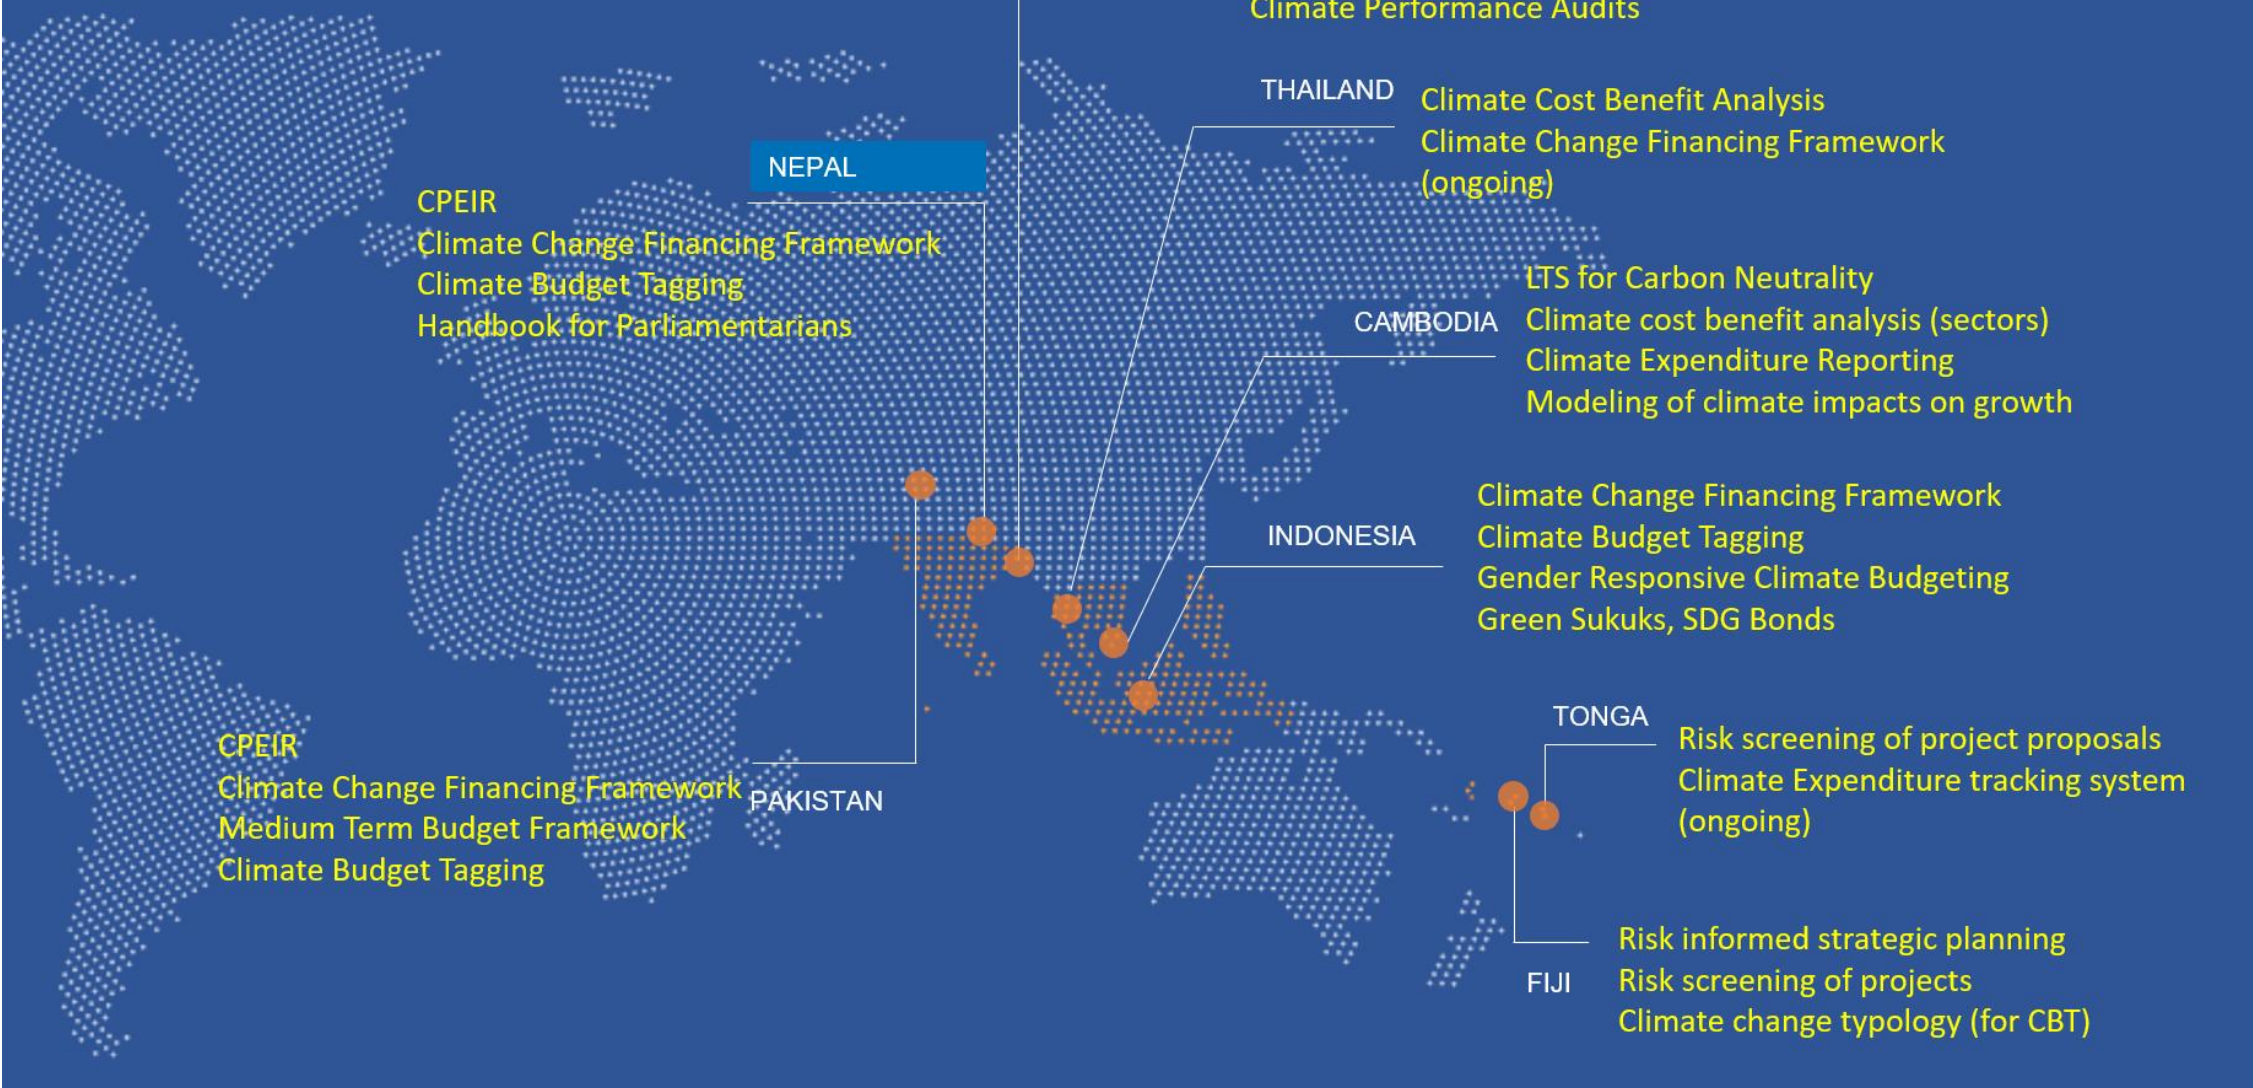 Climate Performance Audits
THAILAND
Climate Cost Benefit Analysis
Climate Change Financing Framework
(ongoing)
NEPAL
CPEIR
Climate Change Financing Framework
Climate Budget Tagging
Handbook for Parliamentarians
CAMBODIA
LTS for Carbon Neutrality
Climate cost benefit analysis (sectors)
Climate Expenditure Reporting
Modeling of climate impacts on growth
INDONESIA
Climate Change Financing Framework
Climate Budget Tagging
Gender Responsive Climate Budgeting
Green Sukuks, SDG Bonds
PAKISTAN
CPEIR
Climate Change Financing Framework
Medium Term Budget Framework
Climate Budget Tagging
TONGA
Risk screening of project proposals
Climate Expenditure tracking system
(ongoing)
FIJI
Risk informed strategic planning
Risk screening of projects
Climate change typology (for CBT)